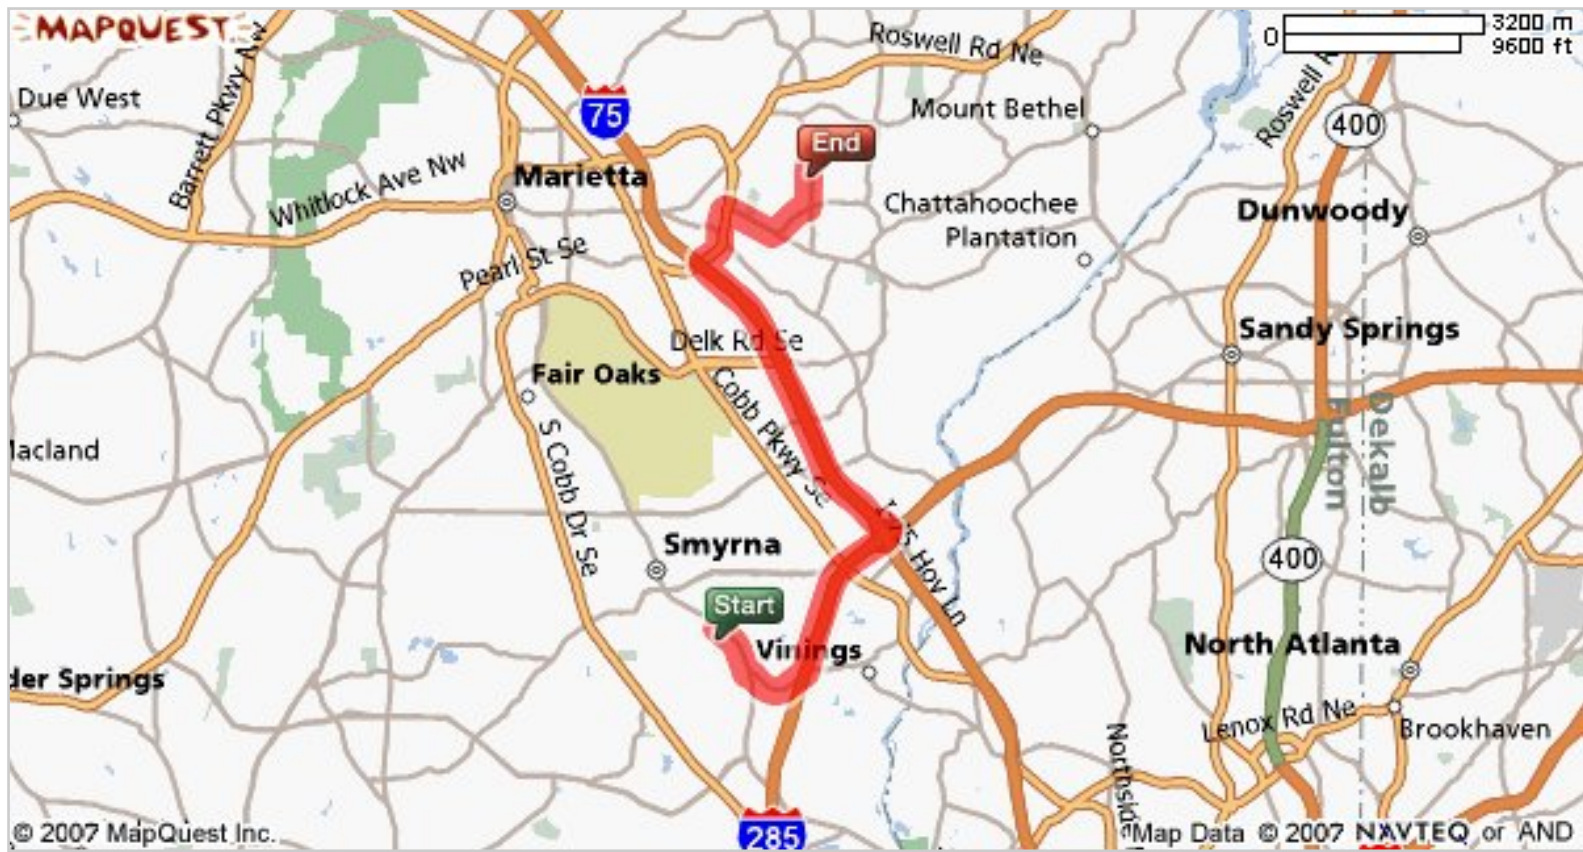 MAPQUEST
0
3200 m
9600 ft
Roswell Rd Ne
Roswell R
Due West
Barrett Pkwy Nw
75
Mount Bethel
400
End
Whitlock Ave Nw
Marietta
Chattahoochee
Plantation
Dunwoody
Pearl St Se
Delk Rd Se
Sandy Springs
Fair Oaks
Cobb Pkwy Se
Fulton
Dekalb
lacland
S Cobb Dr Se
Smyrna
Hov Ln
400
Start
Vinings
North Atlanta
der Springs
Lenox Rd Ne
Brookhaven
Northside
285
© 2007 MapQuest Inc.
Map Data © 2007 NAVTEQ or AND